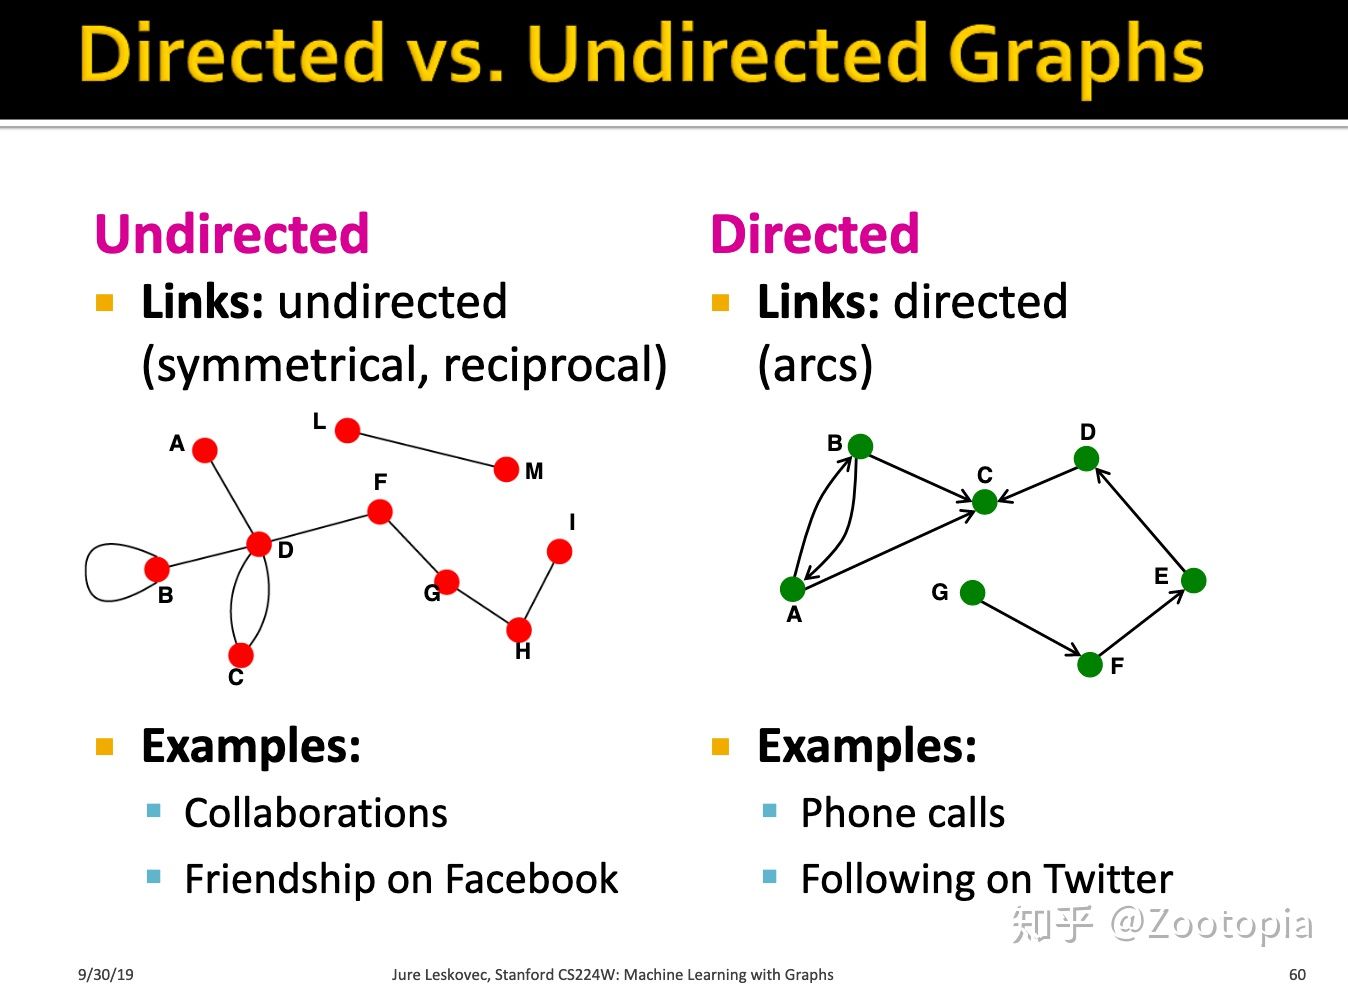 Directed vs. Undirected Graphs
Undirected
Links: undirected
(symmetrical, reciprocal)
A
L
M
F
I
D
B
G
H
C
Examples:
Collaborations
Friendship on Facebook
Directed
Links: directed
(arcs)
B
D
C
E
G
A
F
Examples:
Phone calls
Following on Twitter
知乎 @Zootopia
9/30/19
Jure Leskovec, Stanford CS224W: Machine Learning with Graphs
60